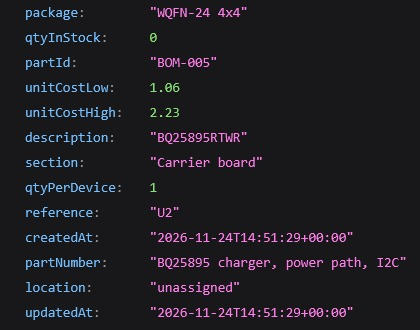 package: "WQFN-24 4x4"
qtyInStock: 0
partId: "BOM-005"
unitCostLow: 1.06
unitCostHigh: 2.23
description: "BQ25895RTWR"
section: "Carrier board"
qtyPerDevice: 1
reference: "U2"
createdAt: "2026-11-24T14:51:29+00:00"
partNumber: "BQ25895 charger, power path, I2C"
location: "unassigned"
updatedAt: "2026-11-24T14:51:29+00:00"